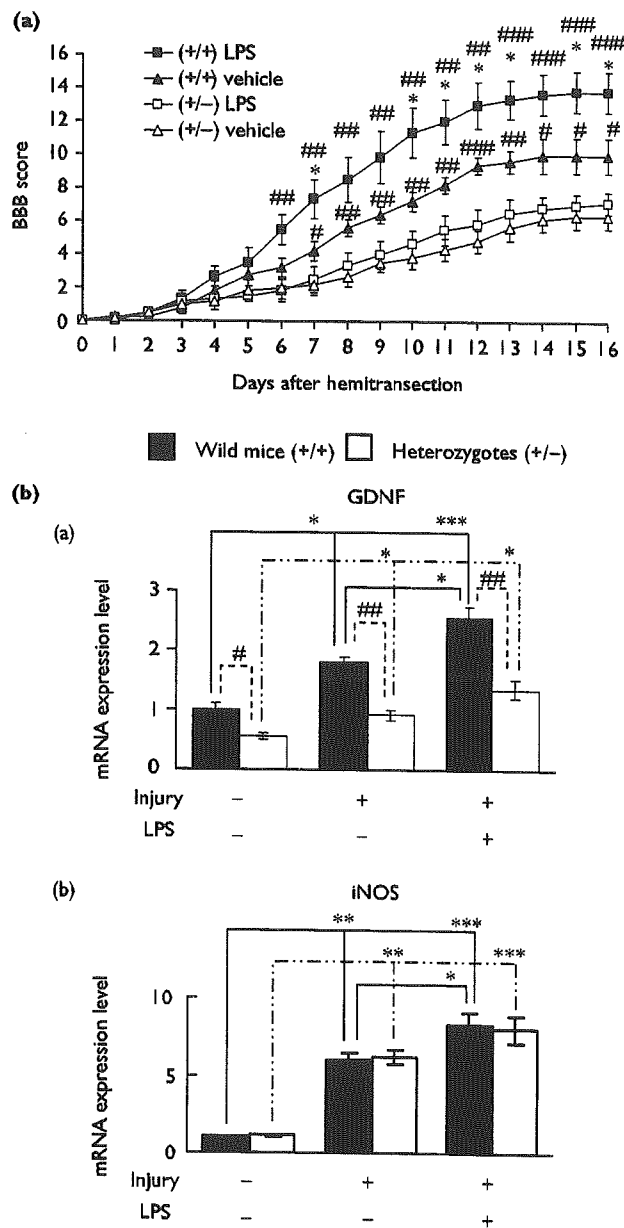 (a)
(+/+) LPS
(+/+) vehicle
(+/−) LPS
(+/−) vehicle
BBB score
16
14
12
10
8
6
4
2
0
## ## * ## ## ## * ## * ## * ### * ### * ### *
# ## ## ## ## ### ## # # #
0 1 2 3 4 5 6 7 8 9 10 11 12 13 14 15 16
Days after hemitransection
Wild mice (+/+) Heterozygotes (+/−)
(b)
GDNF
(a)
* ***
* *
* ##
# ##
mRNA expression level
3
2
1
0
Injury − + +
LPS − − +
(b)
iNOS
** ***
** ***
*
mRNA expression level
10
5
0
Injury − + +
LPS − − +